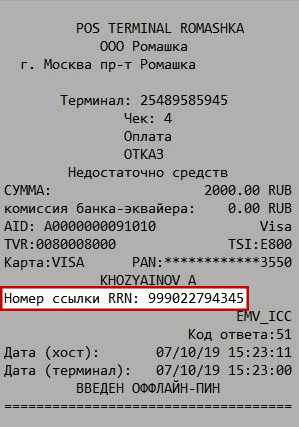 POS TERMINAL ROMASHKA
ООО Ромашка
г. Москва пр-т Ромашка
Терминал: 25489585945
Чек: 4
Оплата
ОТКАЗ
Недостаточно средств
СУММА: 2000.00 RUB
комиссия банка-эквайера: 0.00 RUB
AID: A0000000091010 Visa
TVR:0080008000 TSI:E800
Карта:VISA PAN:************3550
KHOZYAINOV A
Номер ссылки RRN: 999022794345
EMV_ICC
Код ответа:51
Дата (хост): 07/10/19 15:23:11
Дата (терминал): 07/10/19 15:23:00
ВВЕДЕН ОФФЛАЙН-ПИН
====================================